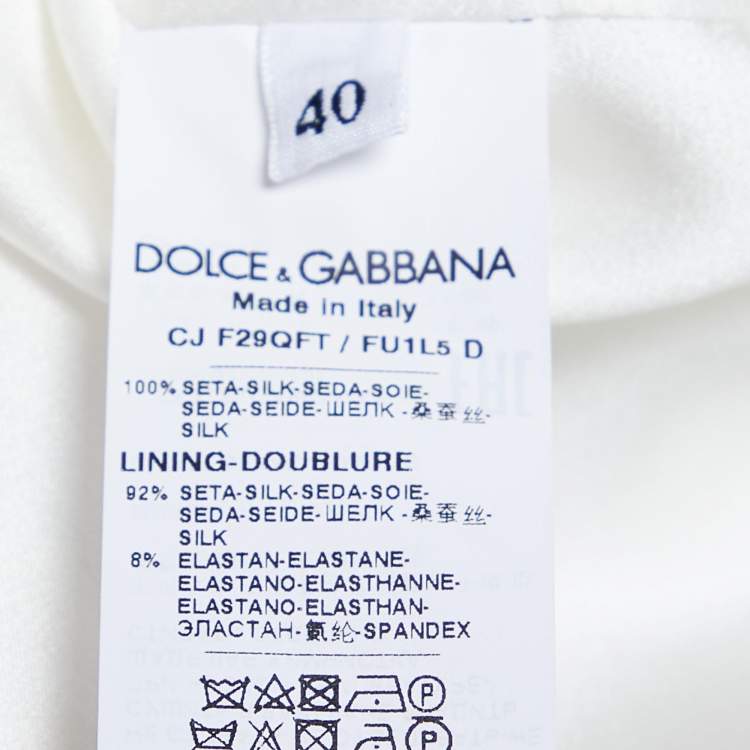 40
DOLCE & GABBANA
Made in Italy
CJ F29QFT / FU1L5 D
100% SETA-SILK-SEDA-SOIE-
SEDA-SEIDE-ШЕЛК -桑蚕丝-
SILK
LINING-DOUBLURE
92% SETA-SILK-SEDA-SOIE-
SEDA-SEIDE-ШЕЛК -桑蚕丝-
SILK
8% ELASTAN-ELASTANE-
ELASTANO-ELASTHANNE-
ELASTANO-ELASTHAN-
ЭЛАСТАН-氨纶-SPANDEX
P
P